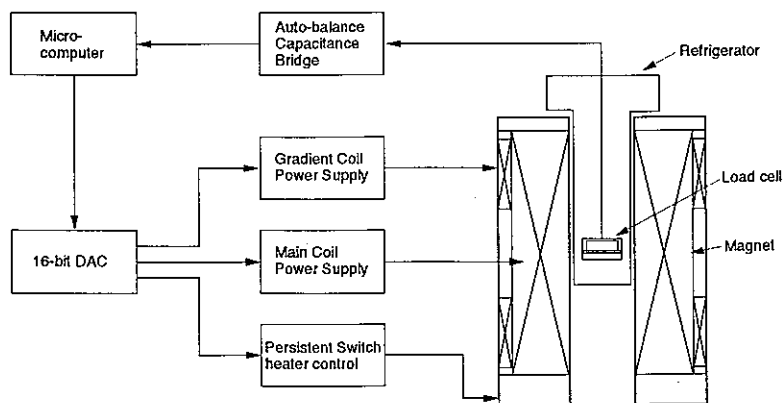 Micro-
computer
Auto-balance
Capacitance
Bridge
Refrigerator
Gradient Coil
Power Supply
Load cell
16-bit DAC
Main Coil
Power Supply
Magnet
Persistent Switch
heater control